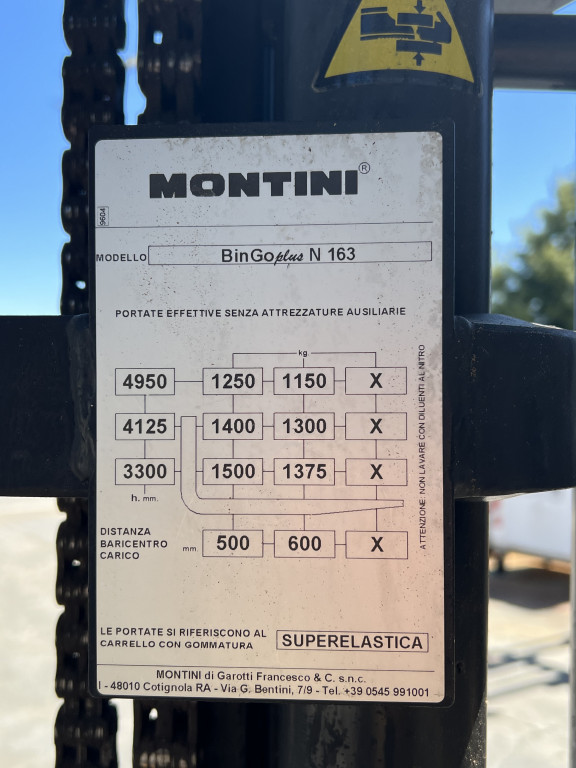 MONTINI®
9604
MODELLO BinGo plus N 163
PORTATE EFFETTIVE SENZA ATTREZZATURE AUSILIARIE
kg
4950 1250 1150 X
4125 1400 1300 X
3300 1500 1375 X
h. mm.
DISTANZA
BARICENTRO mm. 500 600 X
CARICO
ATTENZIONE: NON LAVARE CON DILUENTI AL NITRO
LE PORTATE SI RIFERISCONO AL
CARRELLO CON GOMMATURA SUPERELASTICA
MONTINI di Garotti Francesco & C. s.n.c.
I - 48010 Cotignola RA - Via G. Bentini, 7/9 - Tel. +39 0545 991001